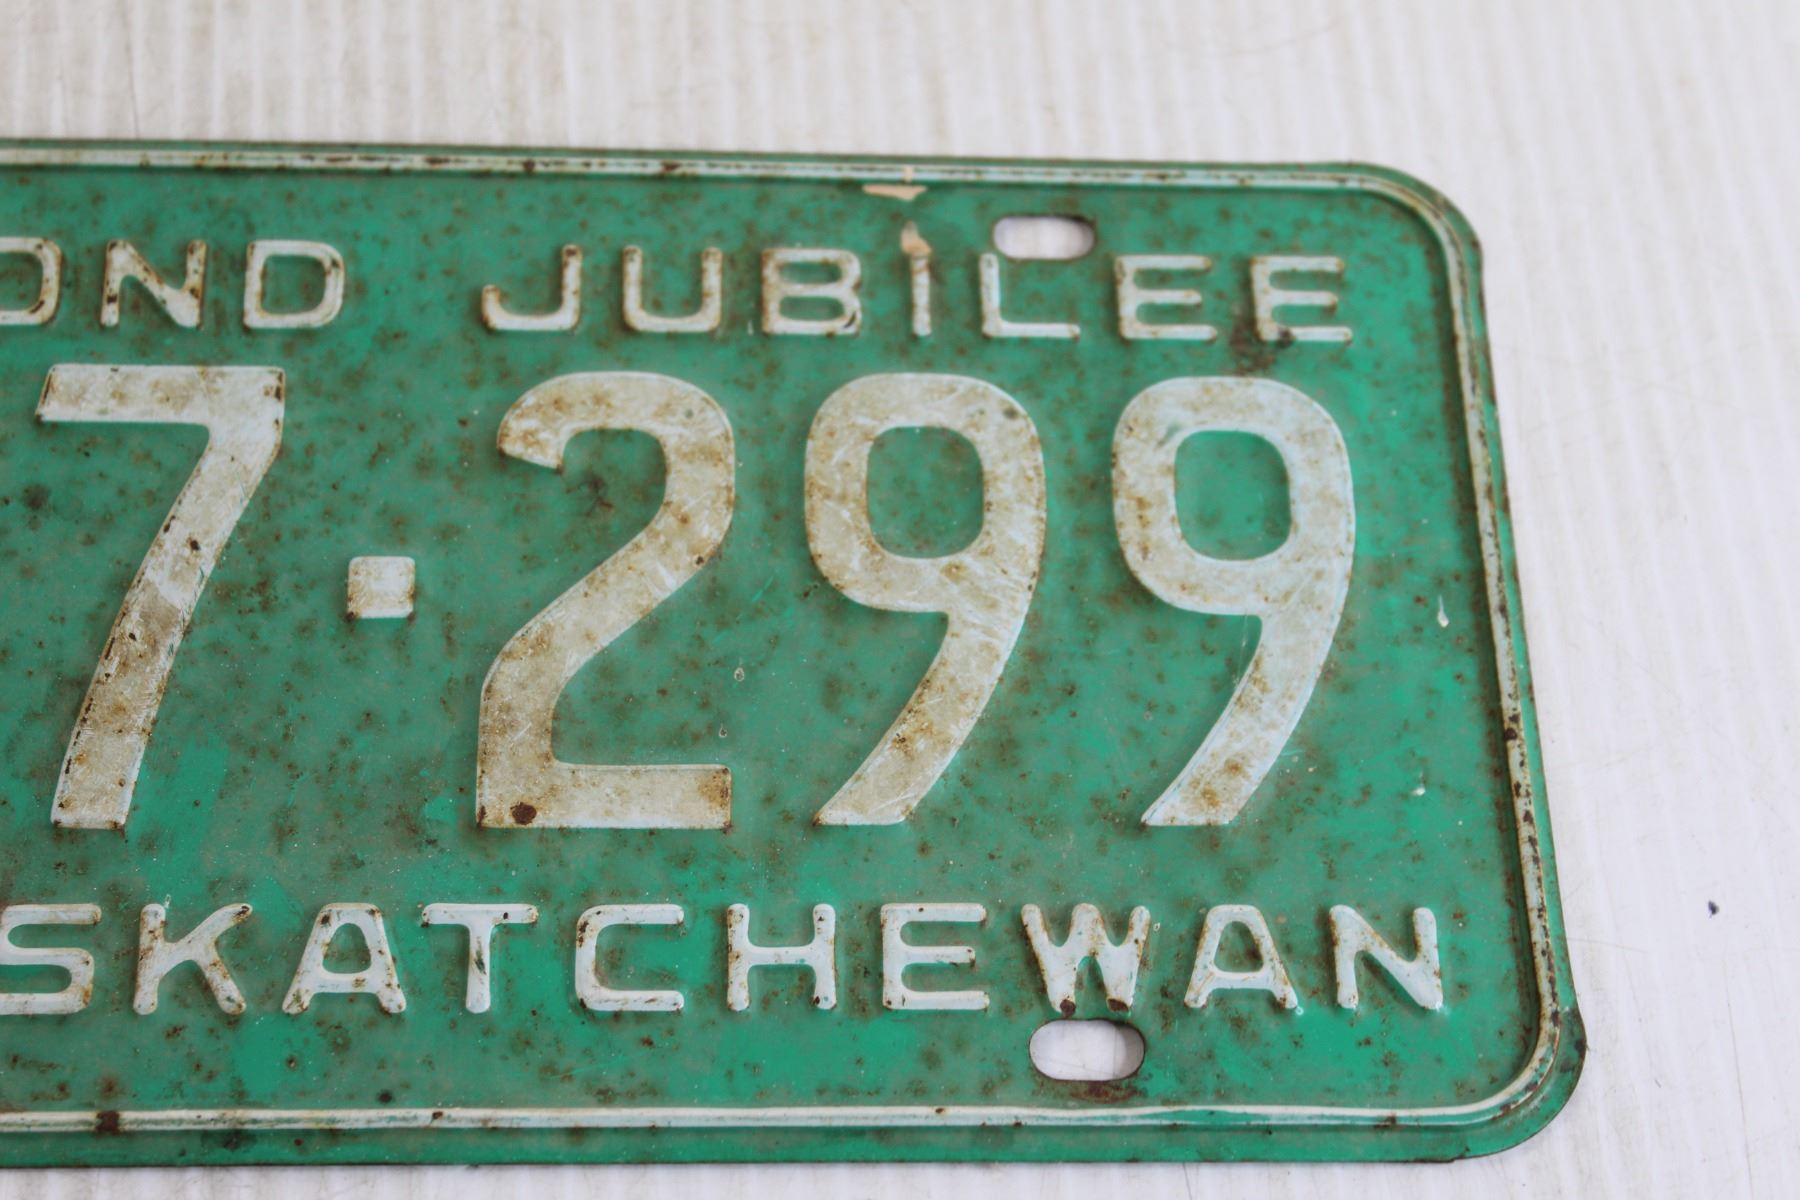 OND JUBILEE
7·299
SKATCHEWAN